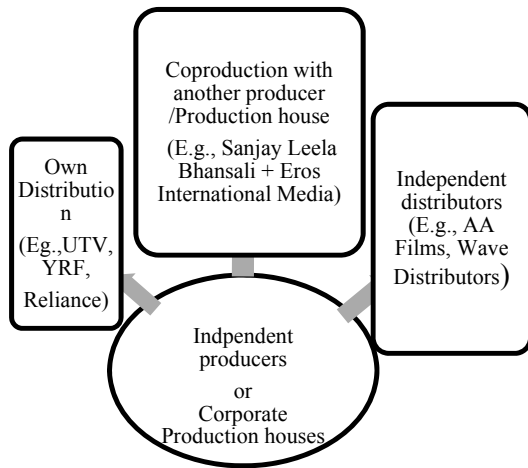 Coproduction with
another producer
/Production house
(E.g., Sanjay Leela
Bhansali + Eros
International Media)
Own
Distributio
n
(Eg.,UTV,
YRF,
Reliance)
Independent
distributors
(E.g., AA
Films, Wave
Distributors)
Indpendent
producers
or
Corporate
Production houses